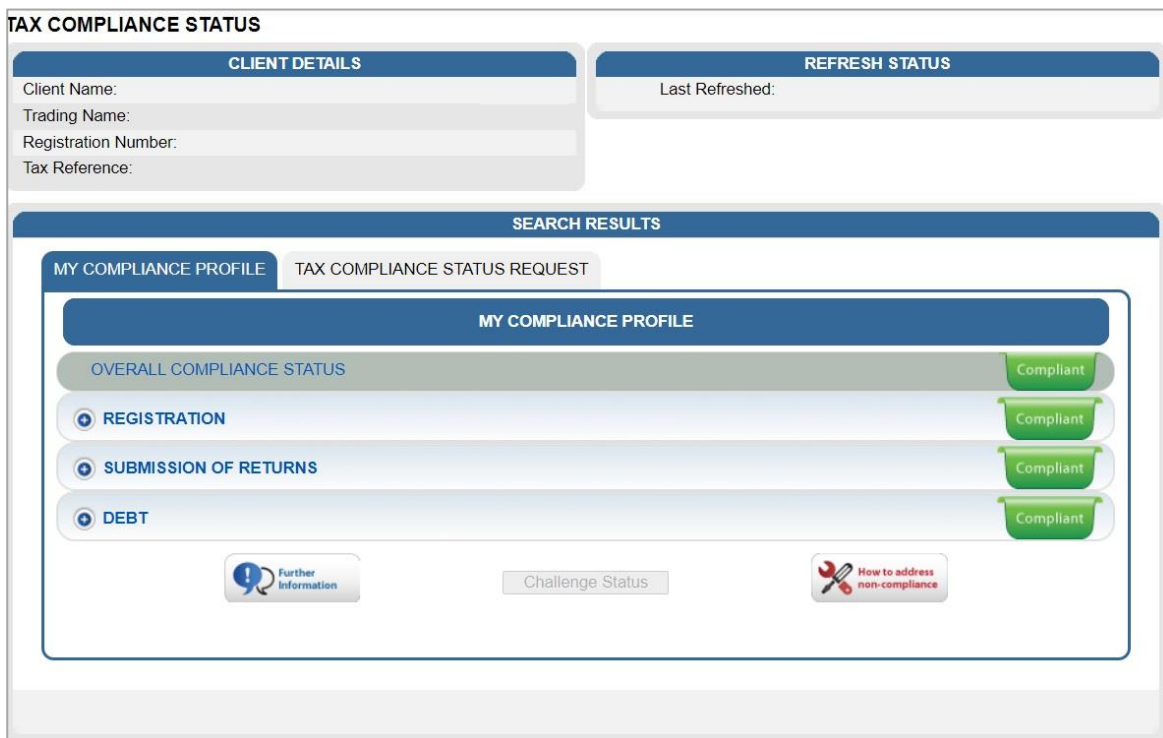 TAX COMPLIANCE STATUS
CLIENT DETAILS
Client Name:
Trading Name:
Registration Number:
Tax Reference:
REFRESH STATUS
Last Refreshed:
SEARCH RESULTS
MY COMPLIANCE PROFILE
TAX COMPLIANCE STATUS REQUEST
MY COMPLIANCE PROFILE
OVERALL COMPLIANCE STATUS Compliant
REGISTRATION Compliant
SUBMISSION OF RETURNS Compliant
DEBT Compliant
Further
Information
Challenge Status
How to address
non-compliance